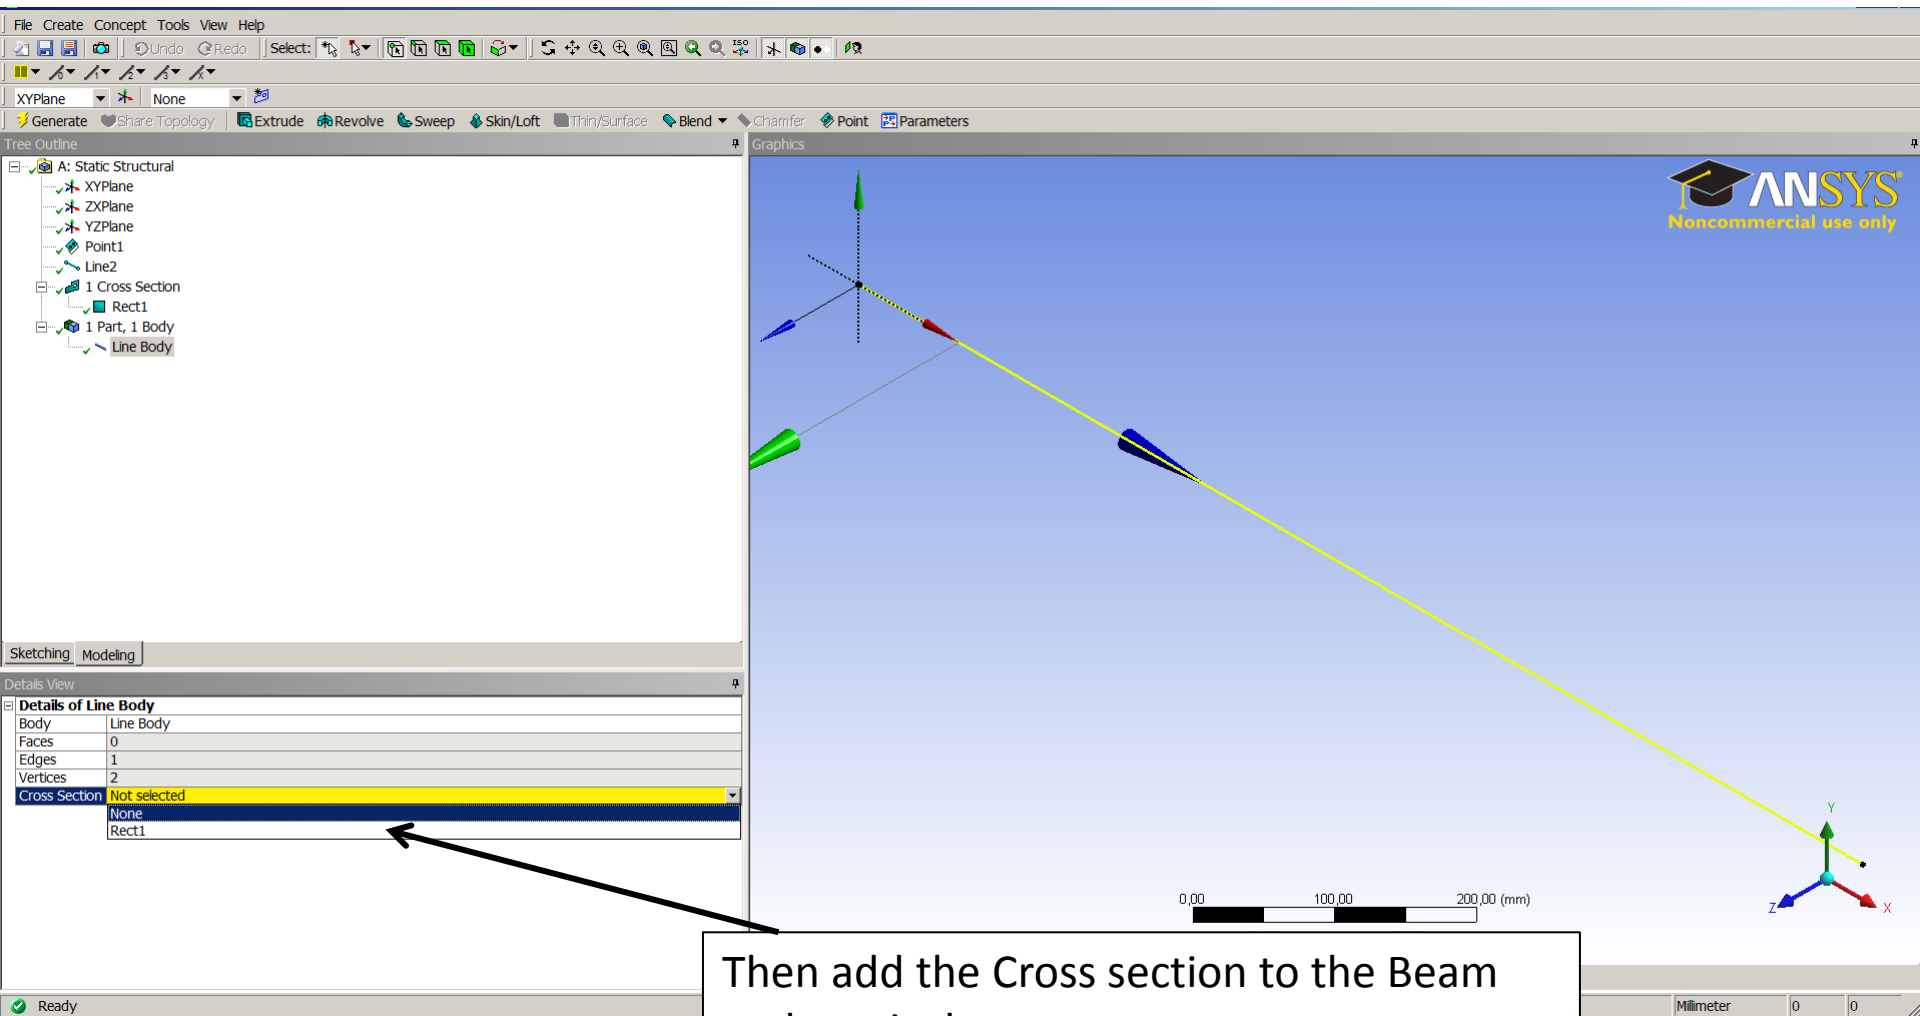 File Create Concept Tools View Help
Undo Redo Select: ISO
XYPlane None
Generate Share Topology Extrude Revolve Sweep Skin/Loft Thin/Surface Blend Chamfer Point Parameters
Tree Outline
A: Static Structural
XYPlane
ZXPlane
YZPlane
Point1
Line2
1 Cross Section
Rect1
1 Part, 1 Body
Line Body
Sketching Modeling
Details View
Details of Line Body
Body Line Body
Faces 0
Edges 1
Vertices 2
Cross Section Not selected
None
Rect1
Graphics
ANSYS
Noncommercial use only
0,00 100,00 200,00 (mm)
Y
Z X
Then add the Cross section to the Beam
Ready Millimeter 0 0